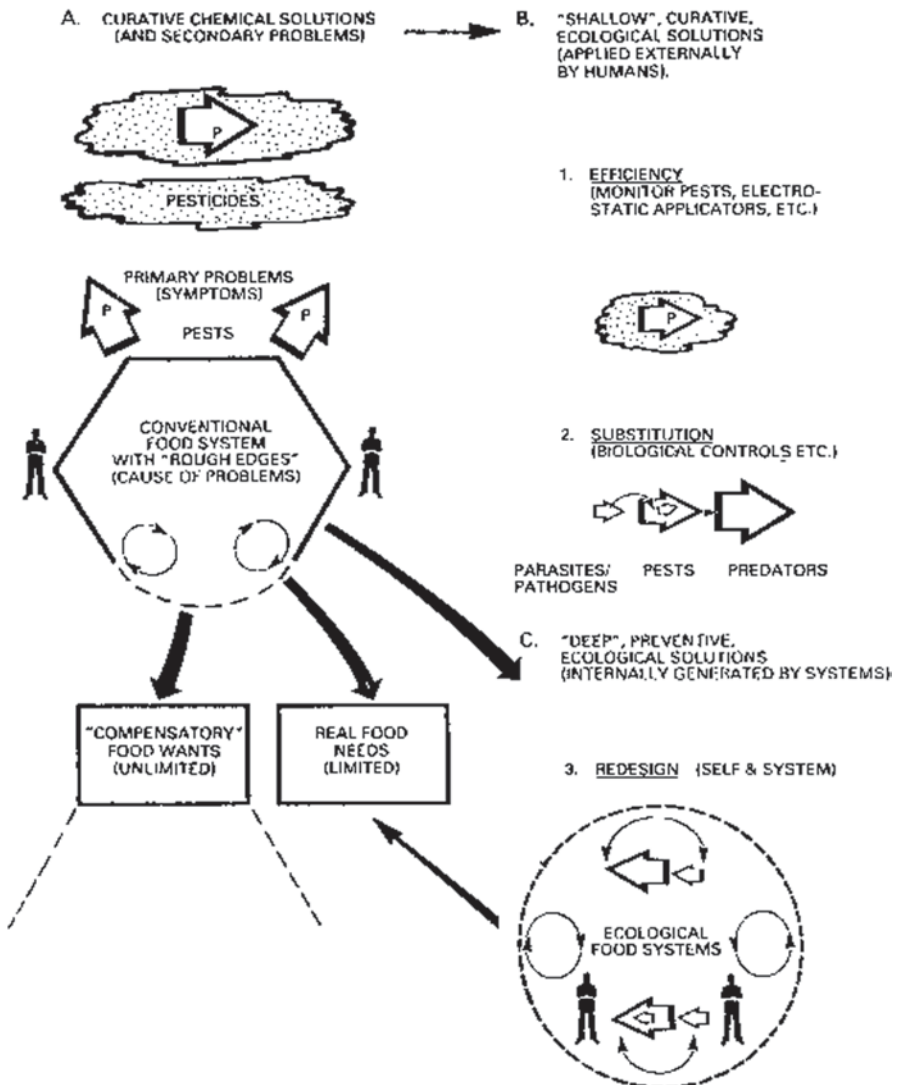 A. CURATIVE CHEMICAL SOLUTIONS
(AND SECONDARY PROBLEMS)
B. "SHALLOW", CURATIVE,
ECOLOGICAL SOLUTIONS
(APPLIED EXTERNALLY
BY HUMANS).
P
PESTICIDES
1. EFFICIENCY
(MONITOR PESTS, ELECTRO-
STATIC APPLICATORS, ETC.)
P
PRIMARY PROBLEMS
(SYMPTOMS)
P
P
PESTS
CONVENTIONAL
FOOD SYSTEM
WITH "ROUGH EDGES"
(CAUSE OF PROBLEMS)
2. SUBSTITUTION
(BIOLOGICAL CONTROLS ETC.)
PARASITES/
PATHOGENS
PESTS
PREDATORS
C. "DEEP", PREVENTIVE,
ECOLOGICAL SOLUTIONS
(INTERNALLY GENERATED BY SYSTEMS)
"COMPENSATORY"
FOOD WANTS
(UNLIMITED)
REAL FOOD
NEEDS
(LIMITED)
3. REDESIGN (SELF & SYSTEM)
ECOLOGICAL
FOOD SYSTEMS